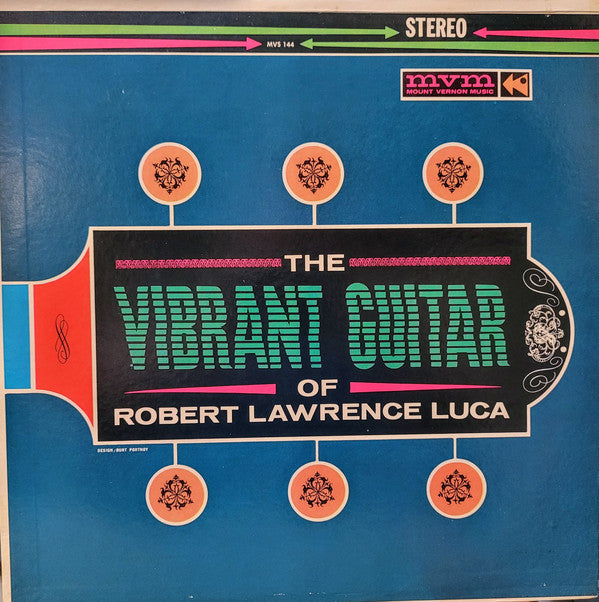 STEREO
MVS 144
mvm
MOUNT VERNON MUSIC
THE
VIBRANT GUITAR
OF
ROBERT LAWRENCE LUCA
DESIGN/BURT PORTNOY